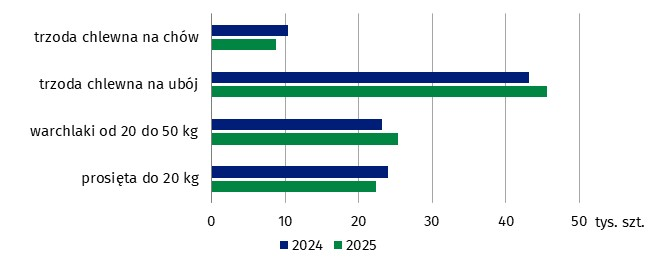 trzoda chlewna na chów
trzoda chlewna na ubój
warchlaki od 20 do 50 kg
prosięta do 20 kg
0 10 20 30 40 50 tys. szt.
2024 2025